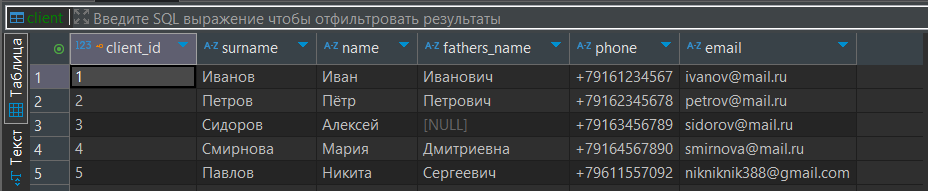 client Введите SQL выражение чтобы отфильтровать результаты
Таблица
Текст
123 client_id A-Z surname A-Z name A-Z fathers_name A-Z phone A-Z email
1 1 Иванов Иван Иванович +79161234567 ivanov@mail.ru
2 2 Петров Пётр Петрович +79162345678 petrov@mail.ru
3 3 Сидоров Алексей [NULL] +79163456789 sidorov@mail.ru
4 4 Смирнова Мария Дмитриевна +79164567890 smirnova@mail.ru
5 5 Павлов Никита Сергеевич +79611557092 nikniknik388@gmail.com